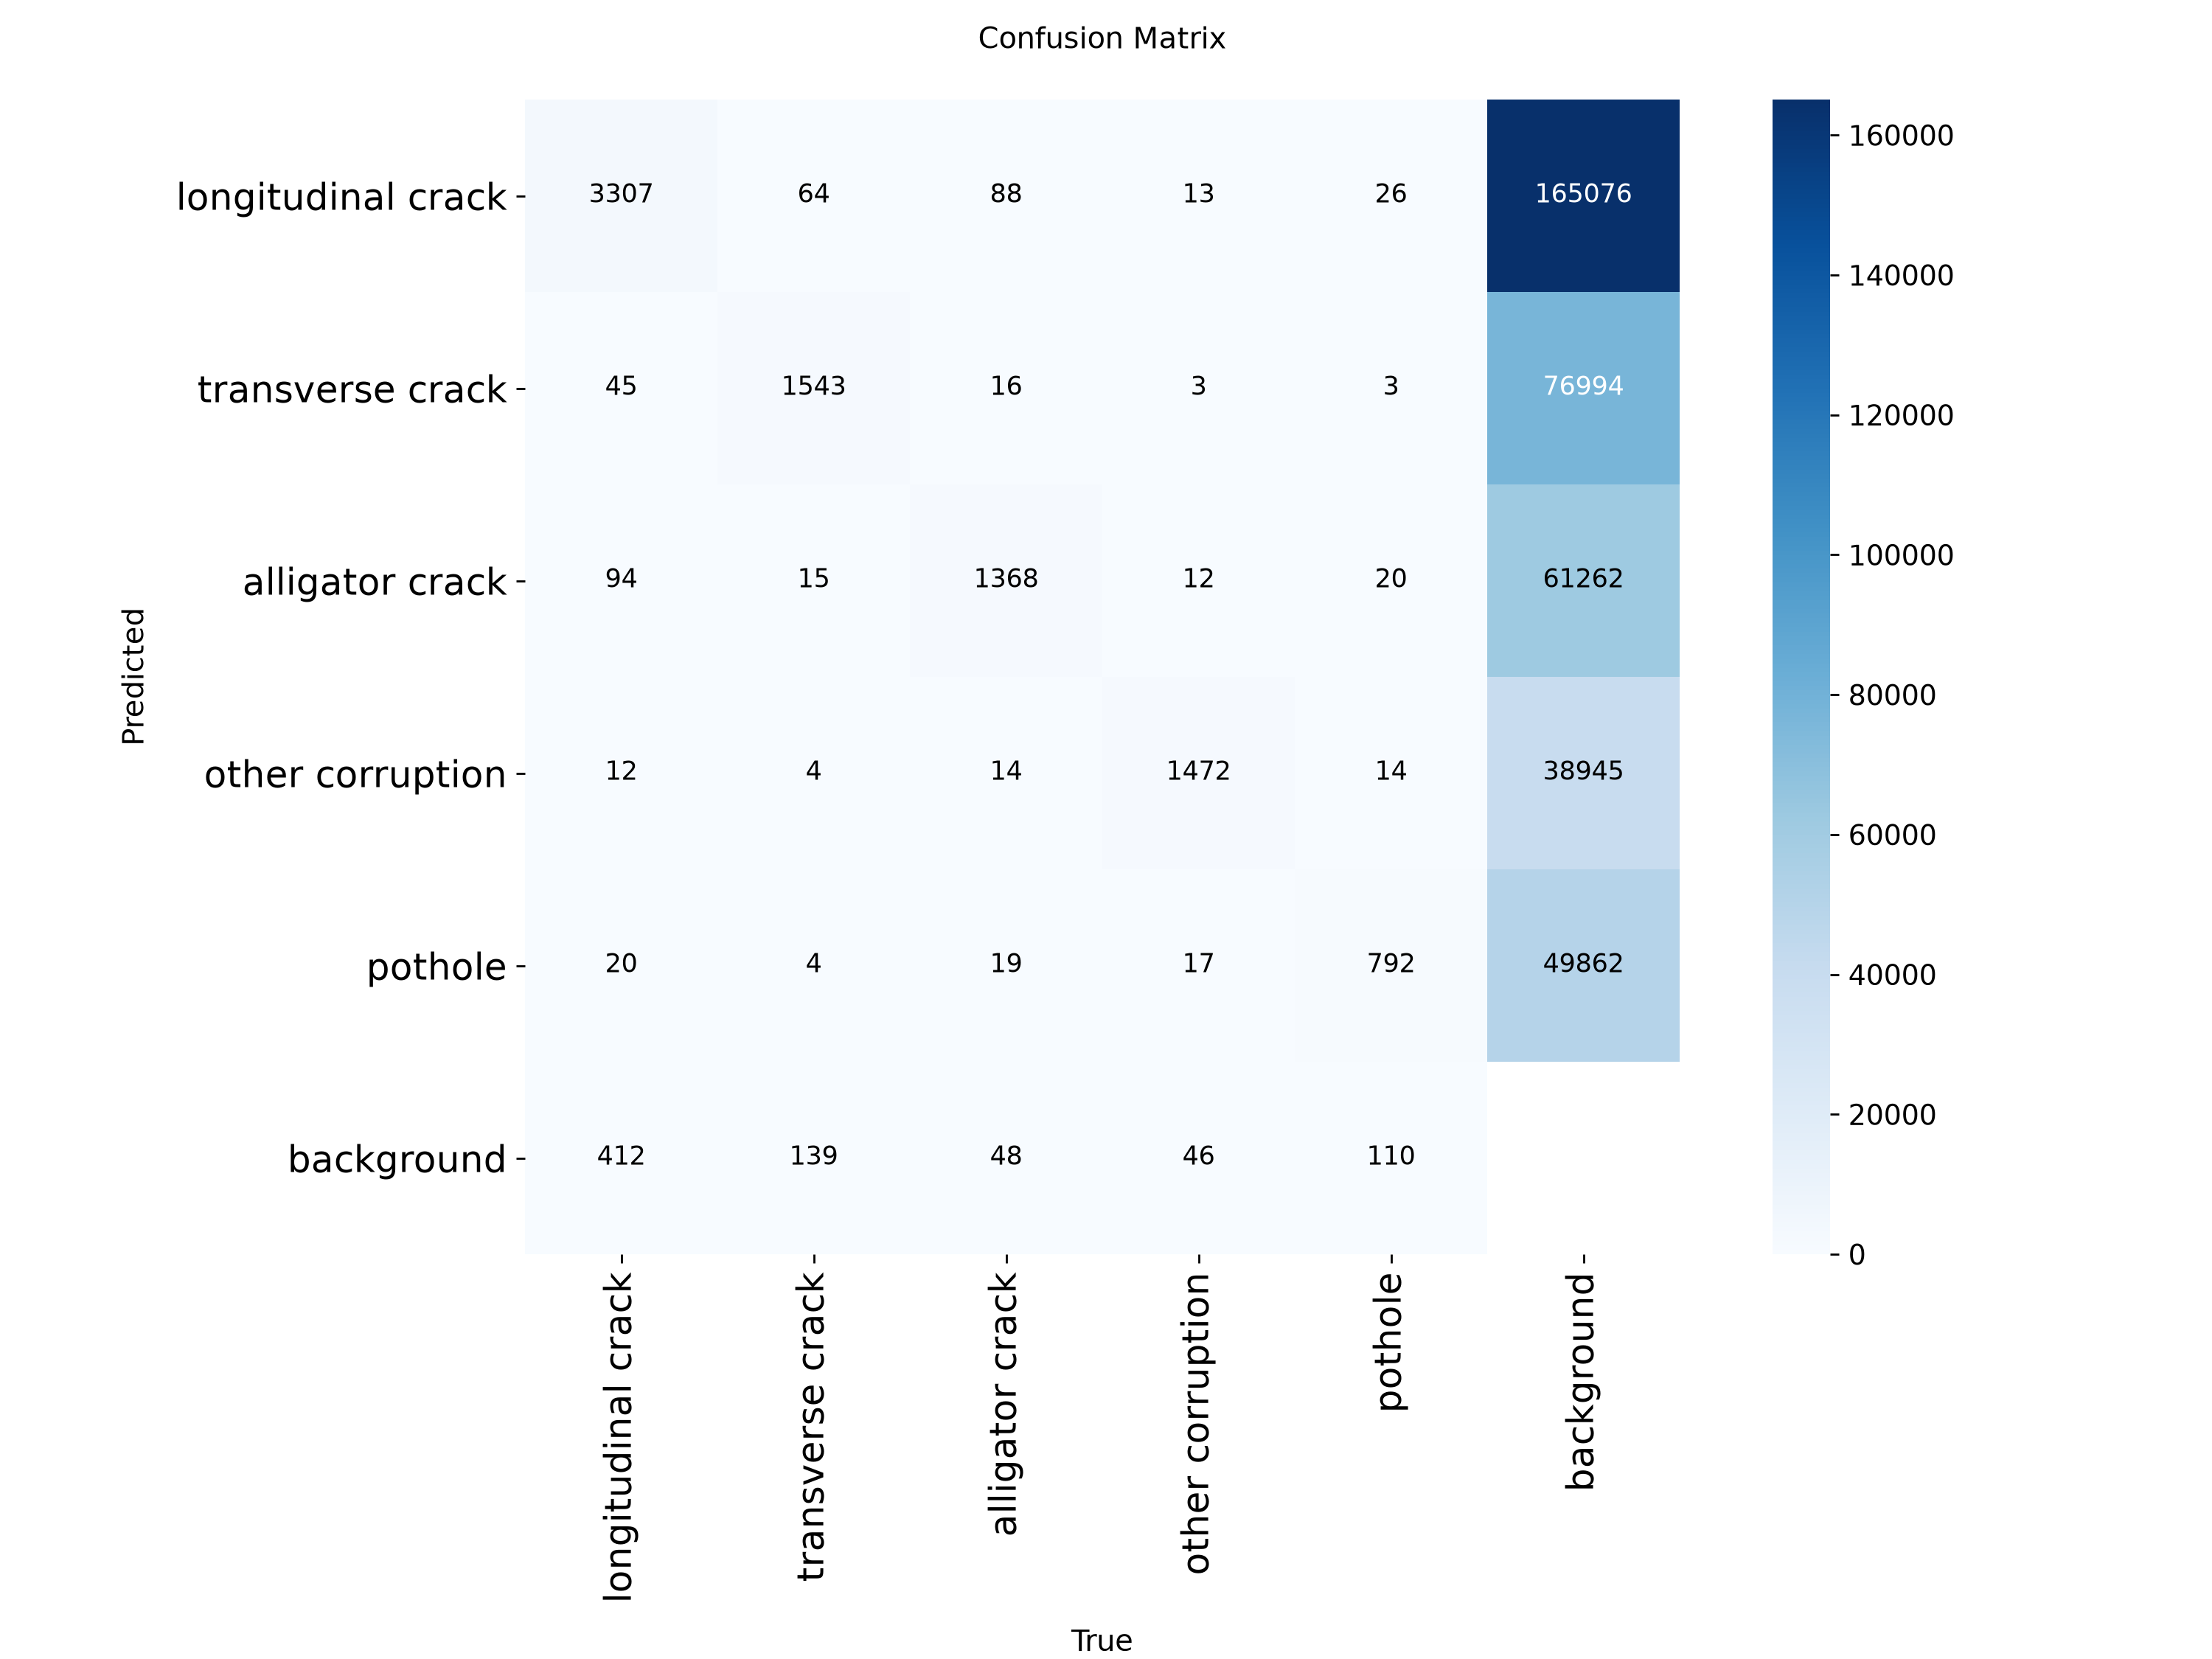 Confusion Matrix
longitudinal crack 3307 64 88 13 26 165076
transverse crack 45 1543 16 3 3 76994
alligator crack 94 15 1368 12 20 61262
other corruption 12 4 14 1472 14 38945
pothole 20 4 19 17 792 49862
background 412 139 48 46 110
Predicted
longitudinal crack
transverse crack
alligator crack
other corruption
pothole
background
True
160000
140000
120000
100000
80000
60000
40000
20000
0